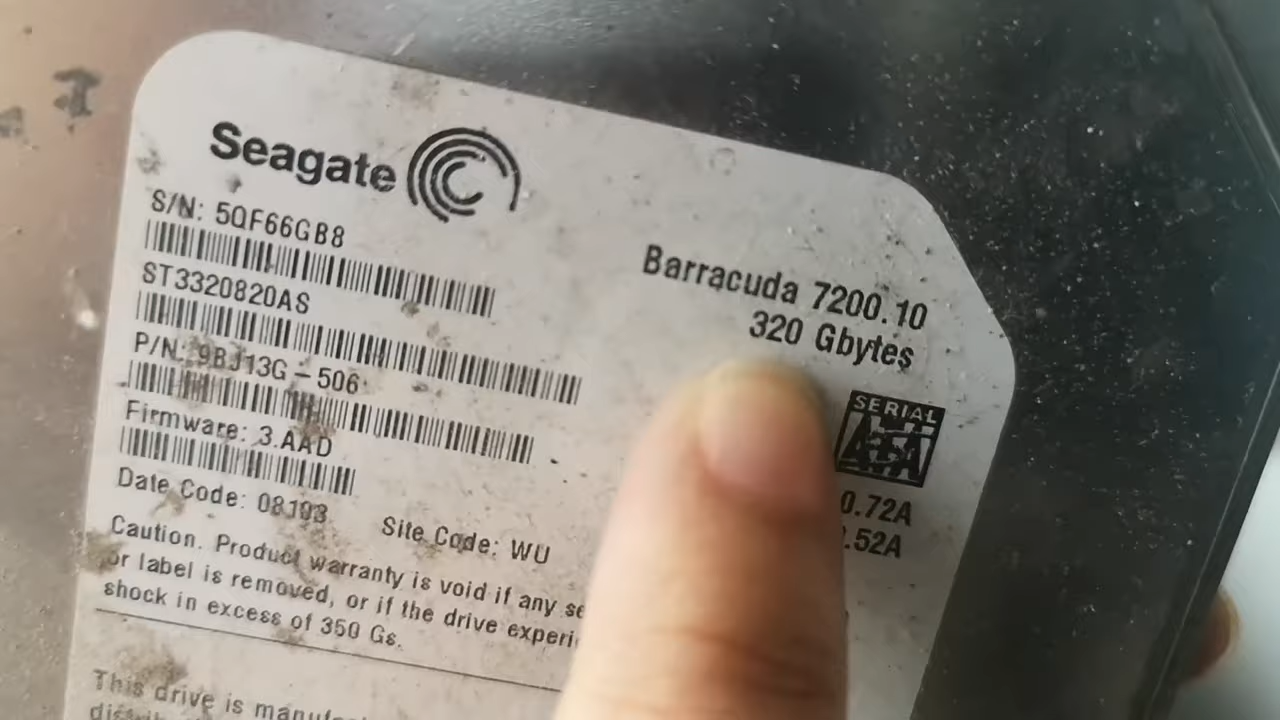 Seagate
S/N: 5QF66GB8
ST3320820AS
P/N: 9BJ13G-506
Firmware: 3.AAD
Date Code: 08193
Site Code: WU
Caution. Product warranty is void if any
or label is removed, or if the drive
shock in excess of 350 Gs.
This drive is
Barracuda 7200.10
320 Gbytes
SERIAL
ATA
0.72A
.52A